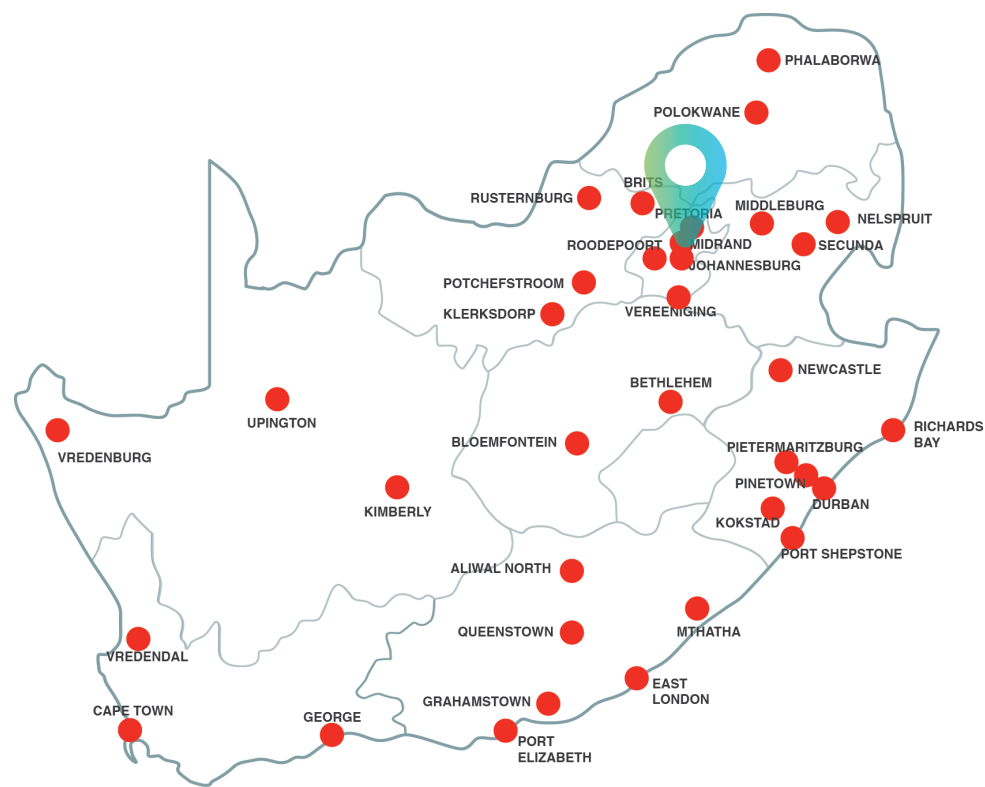 PHALABORWA
POLOKWANE
BRITS
RUSTERNBURG
PRETORIA
MIDDLEBURG
NELSPRUIT
ROODEPOORT
MIDRAND
SECUNDA
JOHANNESBURG
POTCHEFSTROOM
KLERKSDORP
VEREENIGING
NEWCASTLE
BETHLEHEM
UPINGTON
RICHARDS
BAY
VREDENBURG
BLOEMFONTEIN
PIETERMARITZBURG
PINETOWN
DURBAN
KIMBERLY
KOKSTAD
PORT SHEPSTONE
ALIWAL NORTH
QUEENSTOWN
MTHATHA
VREDENDAL
EAST
LONDON
GRAHAMSTOWN
CAPE TOWN
GEORGE
PORT
ELIZABETH